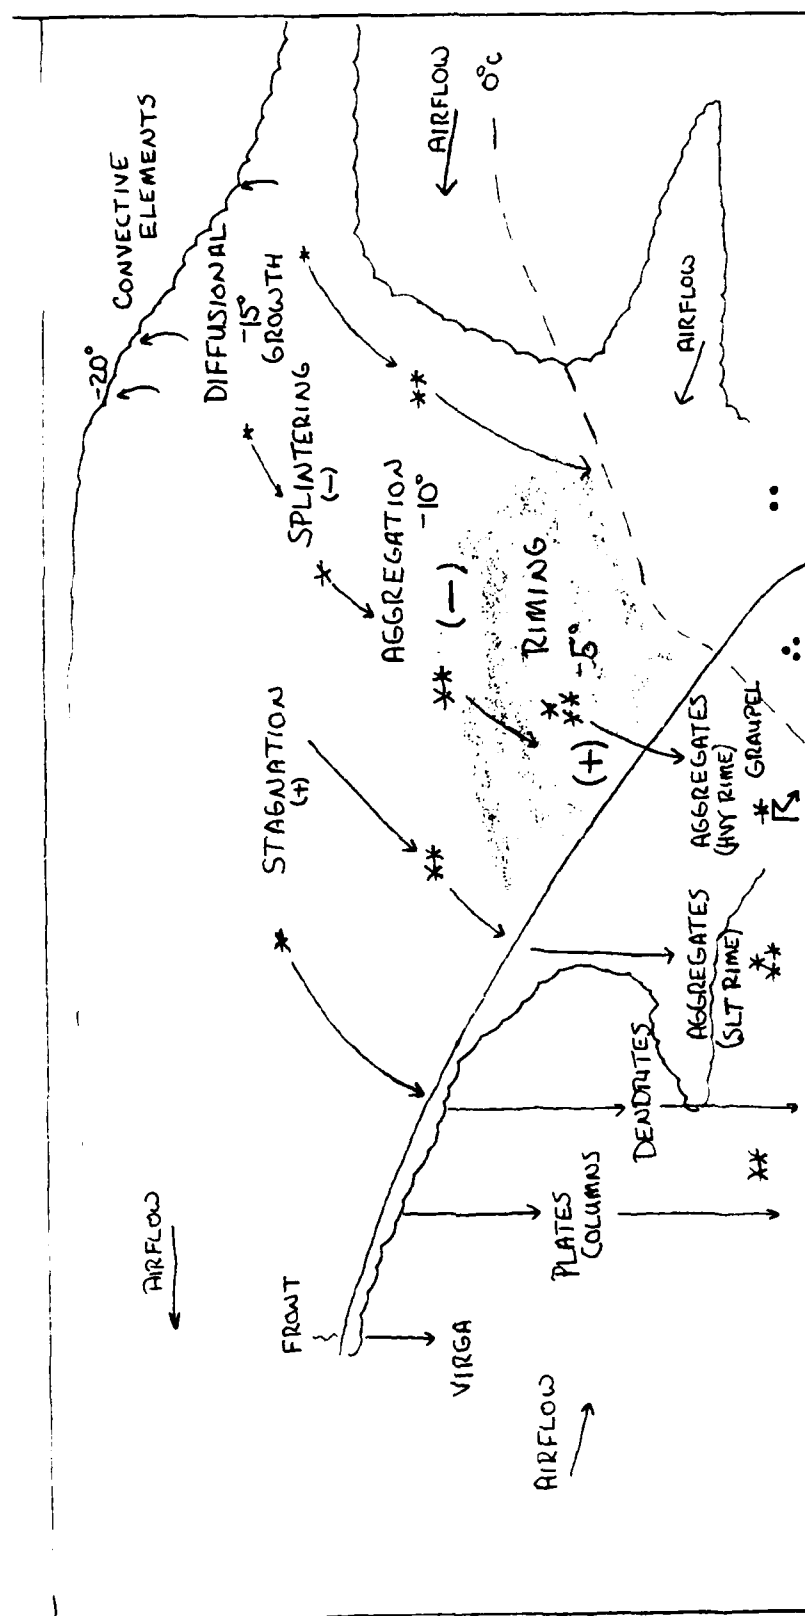 CONVECTIVE
ELEMENTS
AIRFLOW
0°C
-20°
DIFFUSIONAL
-15°
GROWTH
SPLINTERING
(-)
AGGREGATION
-10°
(-)
RIMING
-5°
(+)
STAGNATION
(+)
AIRFLOW
AIRFLOW
FRONT
VIRGA
AIRFLOW
PLATES
COLUMNS
DENDRITES
AGGREGATES
(SLT RIME)
AGGREGATES
(HVY RIME)
GRAUPEL